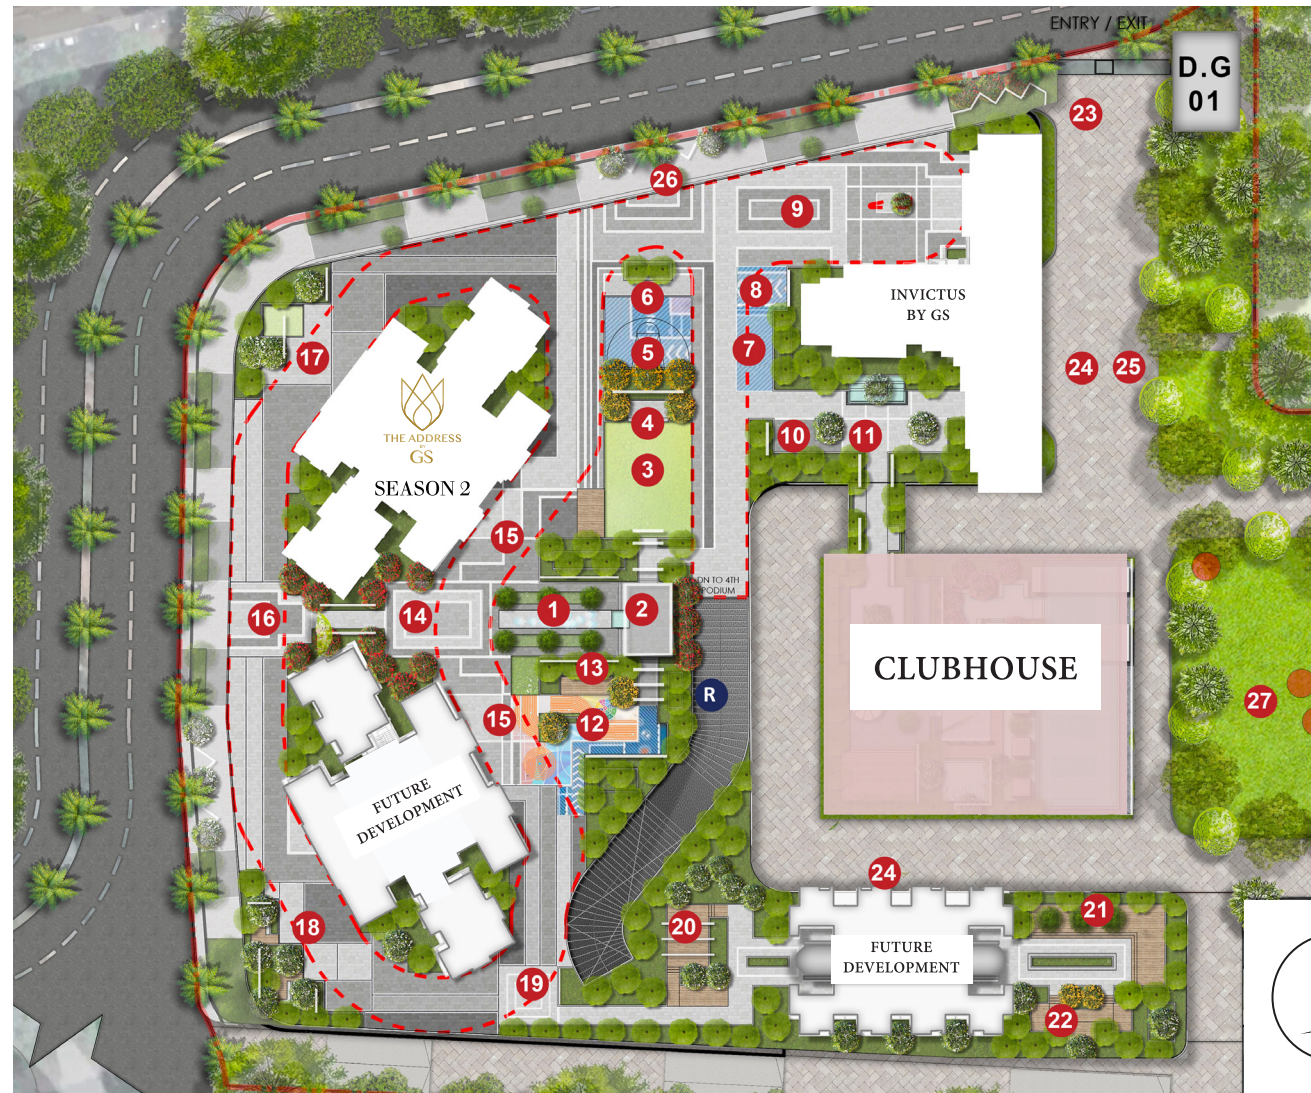 ENTRY / EXIT
D.G
01
23
26
9
8
6
INVICTUS
BY GS
7
5
17
24
25
THE ADDRESS
BY
GS
SEASON 2
4
10
11
3
15
DN TO 4TH
PODIUM
16
14
1
2
13
CLUBHOUSE
R
27
15
12
FUTURE
DEVELOPMENT
24
18
20
21
FUTURE
DEVELOPMENT
19
22